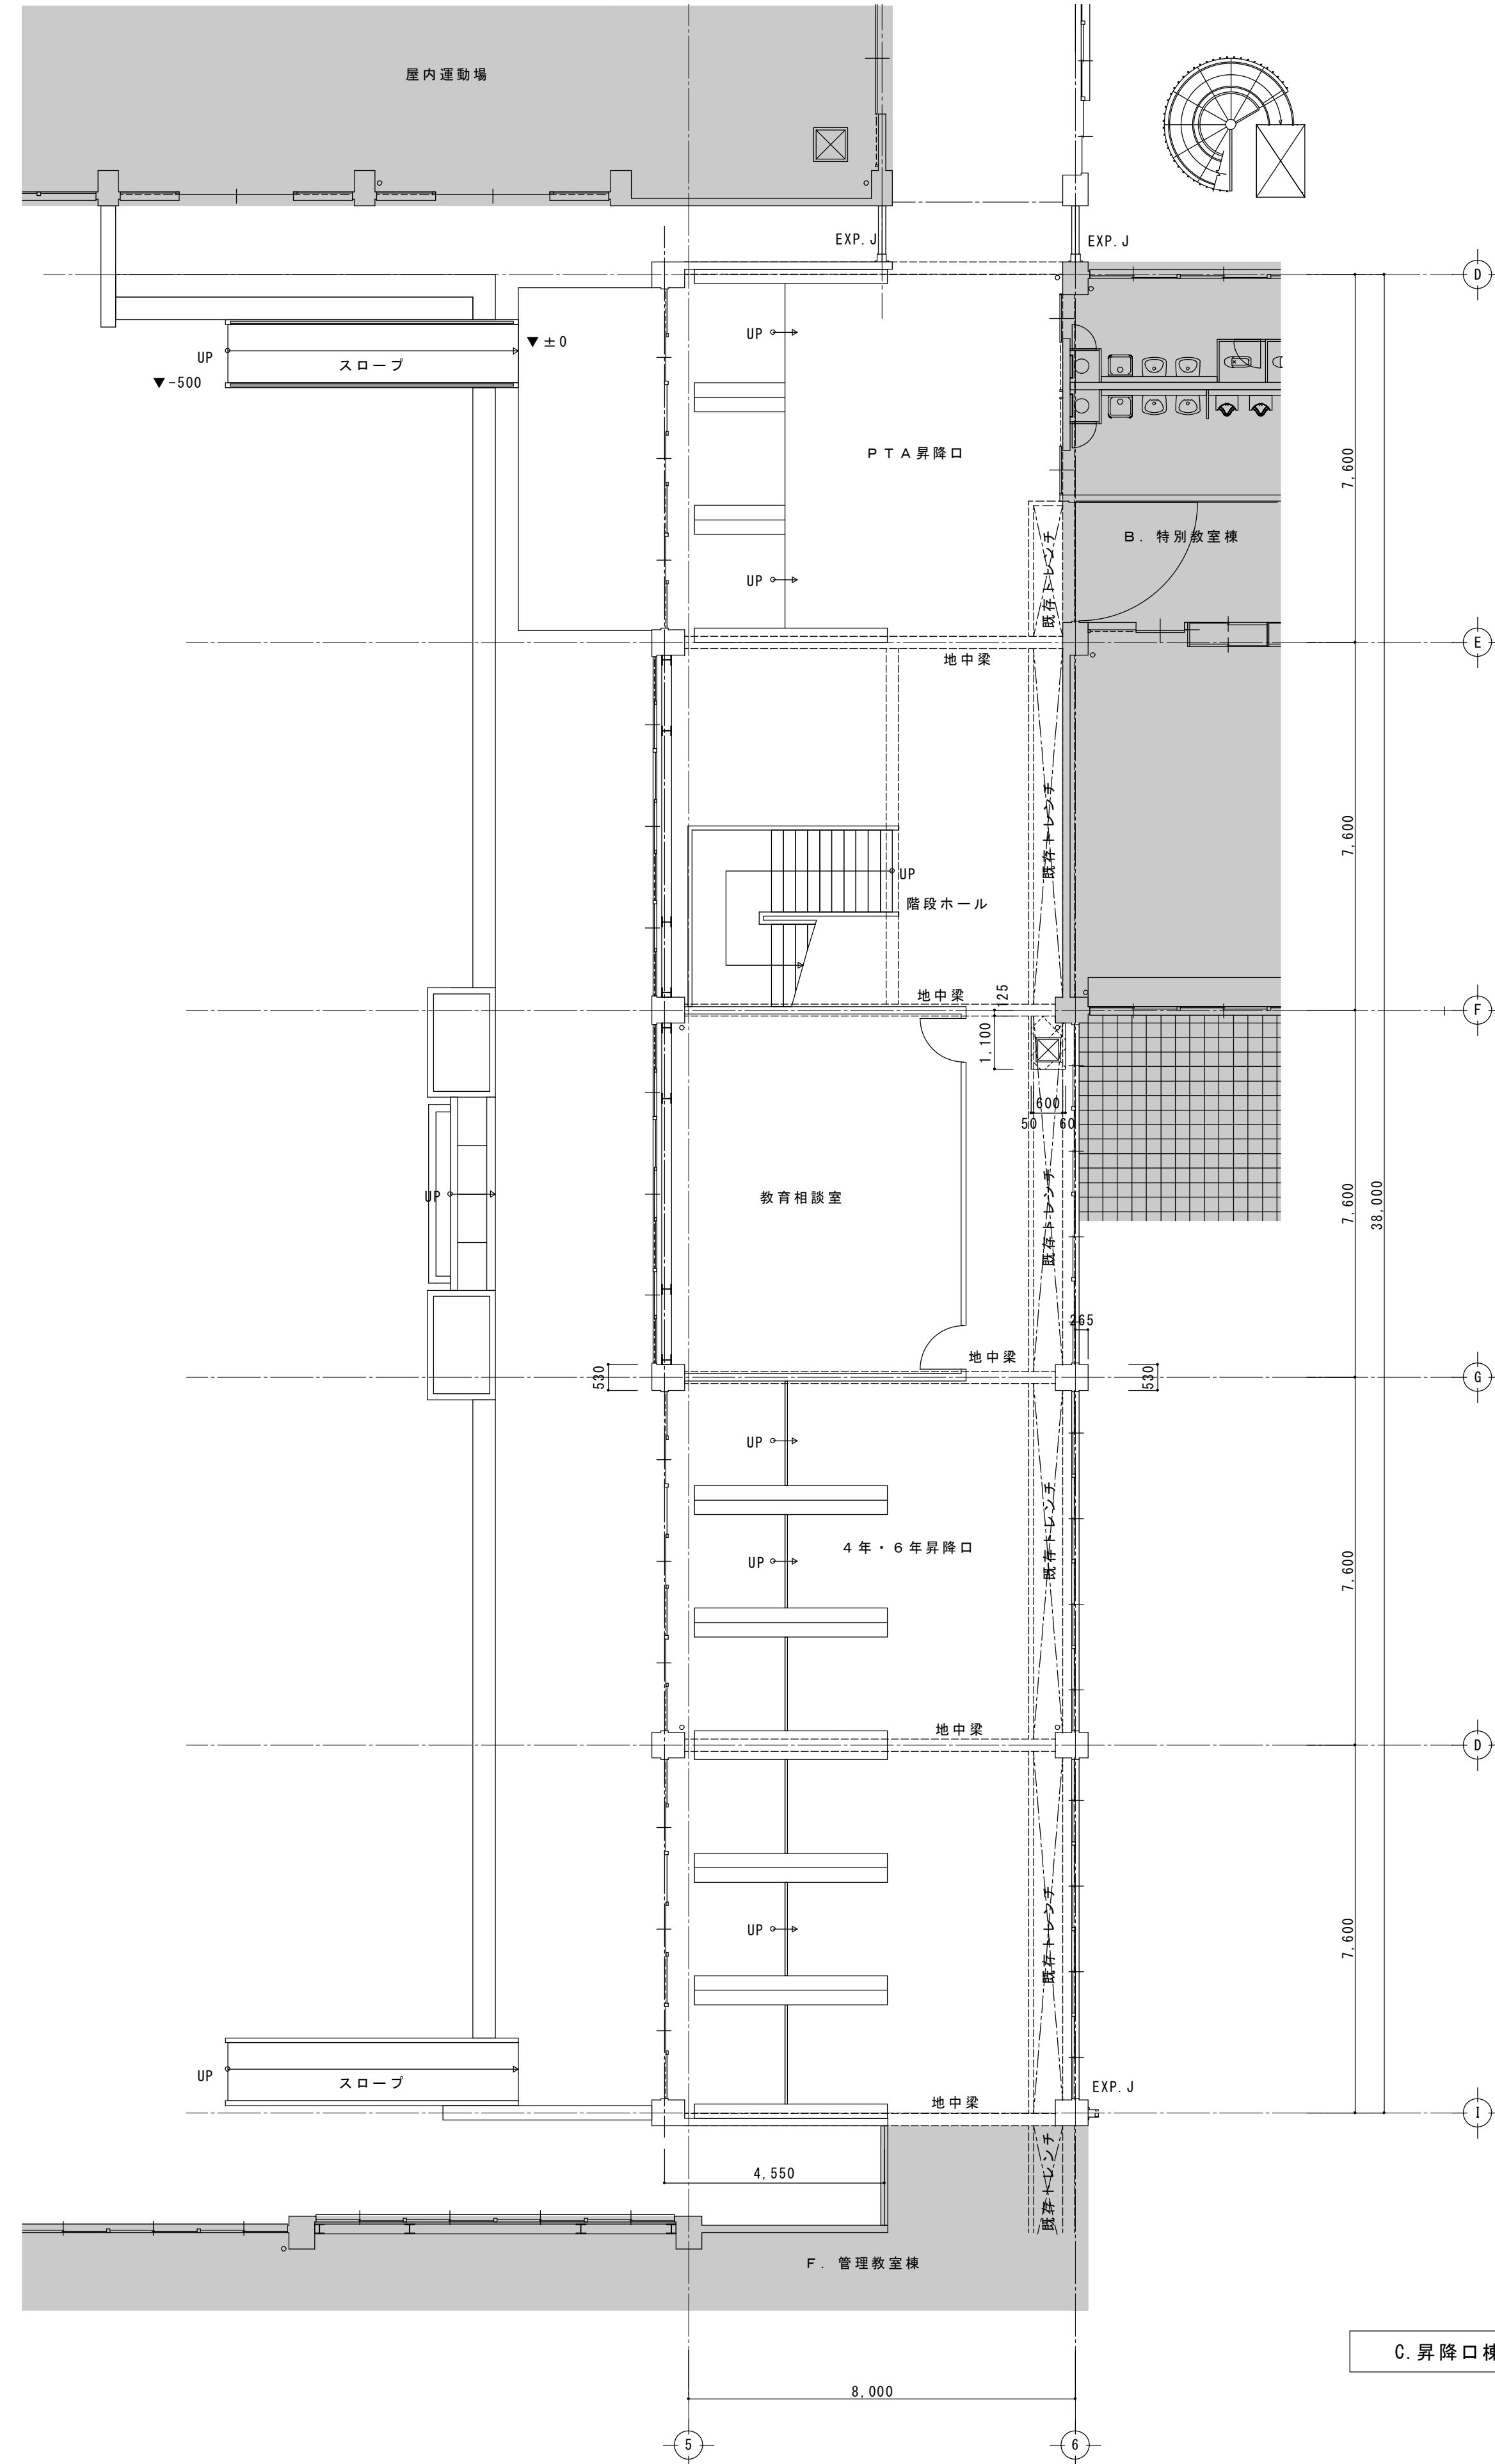 屋内運動場
EXP.J
EXP.J
D
UP
スロープ
▼±0
▼-500
UP
PTA昇降口
7,600
B. 特別教室棟
既存トレンチ
UP
地中梁
E
既存トレンチ
7,600
UP
階段ホール
地中梁
125
F
1,100
600
50
60
既存トレンチ
教育相談室
UP
7,600
38,000
265
地中梁
530
530
G
UP
4年・6年昇降口
UP
既存トレンチ
7,600
地中梁
D
UP
既存トレンチ
7,600
UP
スロープ
EXP.J
地中梁
I
既存トレンチ
4,550
F. 管理教室棟
C.昇降口棟
8,000
5
6